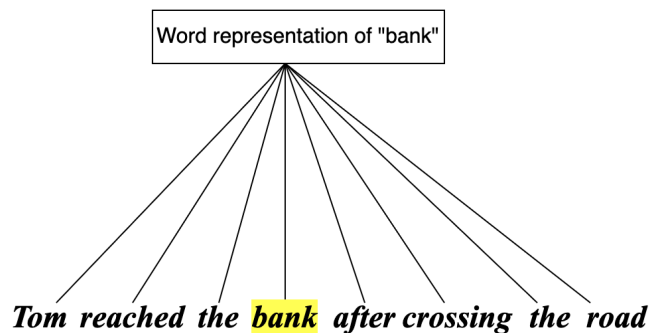 Word representation of "bank"
Tom reached the bank after crossing the road